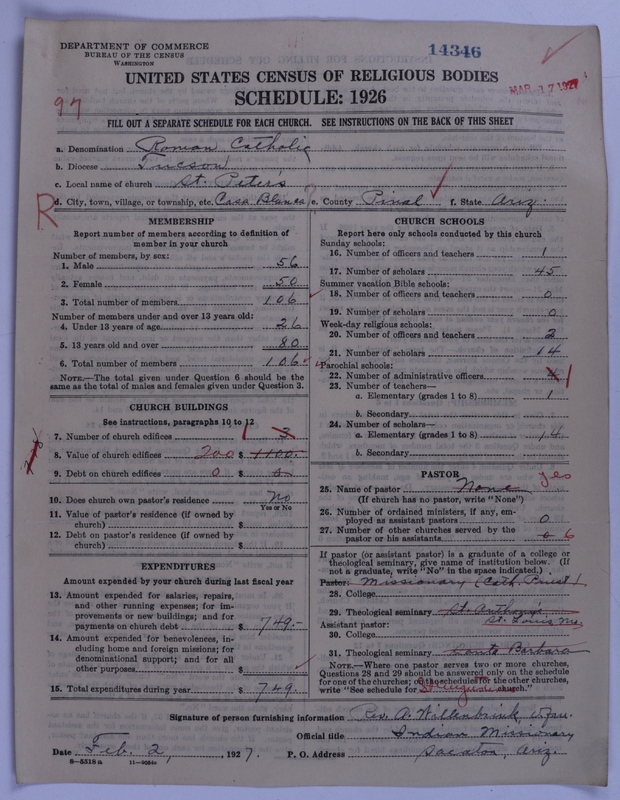 DEPARTMENT OF COMMERCE
BUREAU OF THE CENSUS
WASHINGTON
14346
MAR 17 1927
UNITED STATES CENSUS OF RELIGIOUS BODIES
SCHEDULE: 1926
97
FILL OUT A SEPARATE SCHEDULE FOR EACH CHURCH. SEE INSTRUCTIONS ON THE BACK OF THIS SHEET
a. Denomination Roman Catholic
b. Diocese Tucson
c. Local name of church St. Peter's
R
d. City, town, village, or township, etc. Casa Blanca e. County Pinal f. State Ariz.
MEMBERSHIP
Report number of members according to definition of
member in your church
Number of members, by sex:
1. Male 56
2. Female 50
3. Total number of members 106
Number of members under and over 13 years old:
4. Under 13 years of age 26
5. 13 years old and over 80
6. Total number of members 106
NOTE.—The total given under Question 6 should be the
same as the total of males and females given under Question 3.
CHURCH BUILDINGS
See instructions, paragraphs 10 to 12
7. Number of church edifices 1 3
8. Value of church edifices 200 $ 1100.-
9. Debt on church edifices 0 $ 0
10. Does church own pastor's residence No
Yes or No
11. Value of pastor's residence (if owned by
church) $
12. Debt on pastor's residence (if owned by
church) $
EXPENDITURES
Amount expended by your church during last fiscal year
13. Amount expended for salaries, repairs,
and other running expenses; for im-
provements or new buildings; and for
payments on church debt $ 749.-
14. Amount expended for benevolences, in-
cluding home and foreign missions; for
denominational support; and for all
other purposes $
15. Total expenditures during year $ 749.
CHURCH SCHOOLS
Report here only schools conducted by this church
Sunday schools:
16. Number of officers and teachers 1
17. Number of scholars 45
Summer vacation Bible schools:
18. Number of officers and teachers 0
19. Number of scholars 0
Week-day religious schools:
20. Number of officers and teachers 2
21. Number of scholars 14
Parochial schools:
22. Number of administrative officers 1
23. Number of teachers—
a. Elementary (grades 1 to 8) 1
b. Secondary
24. Number of scholars—
a. Elementary (grades 1 to 8) 14
b. Secondary
PASTOR
yes
25. Name of pastor None
(If church has no pastor, write "None")
26. Number of ordained ministers, if any, em-
ployed as assistant pastors 0
27. Number of other churches served by the
pastor or his assistants 6
If pastor (or assistant pastor) is a graduate of a college or
theological seminary, give name of institution below. (If
not a graduate, write "No" in the space indicated.)
Pastor: Missionary (Cath. Priest)
28. College
29. Theological seminary St. Anthony's
Assistant pastor: St. Louis Mo.
30. College
31. Theological seminary Santa Barbara
NOTE.—Where one pastor serves two or more churches,
Questions 28 and 29 should be answered only on the schedule
for one of the churches; on the schedules for the other churches,
write "See schedule for church."
Signature of person furnishing information Rev. A. Willenbrink O.F.M.
Official title Indian Missionary
Date Feb. 2, 1927. P. O. Address Sacaton, Ariz.
8—5518a 11—9054a